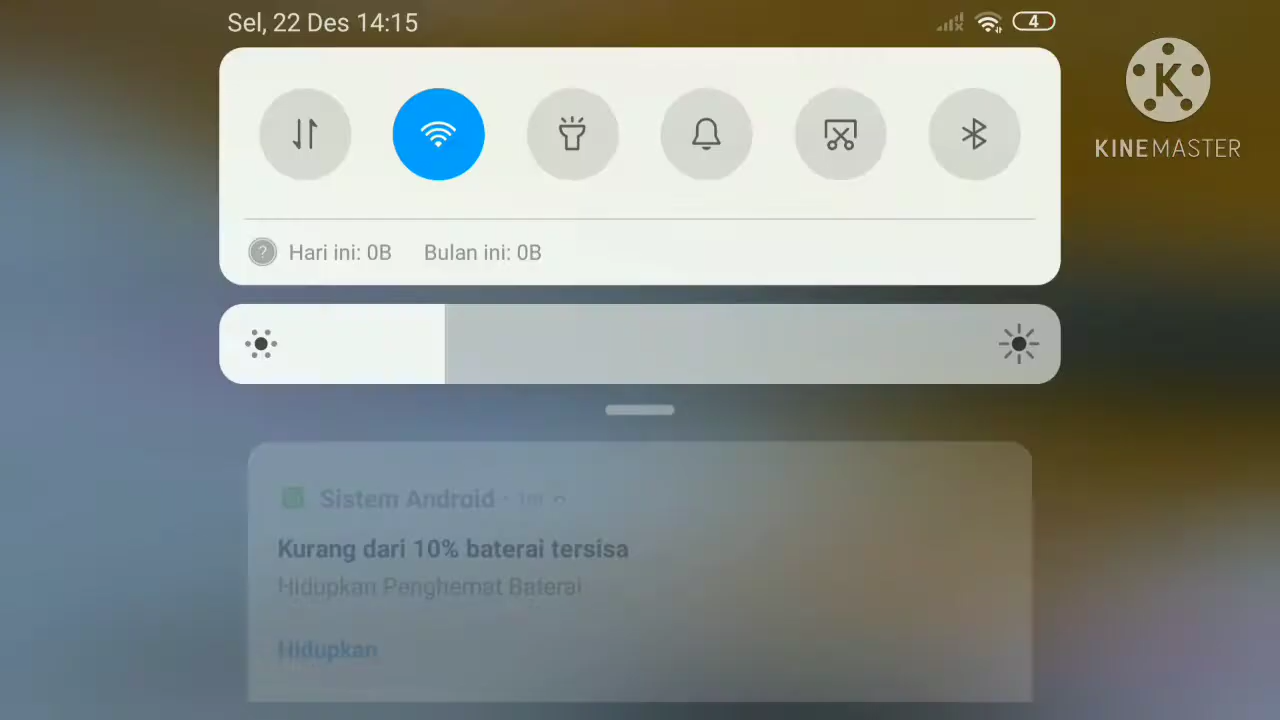 Sel, 22 Des 14:15
4
K
KINEMASTER
Hari ini: 0B Bulan ini: 0B
Sistem Android
Kurang dari 10% baterai tersisa
Hidupkan Penghemat Baterai
Hidupkan